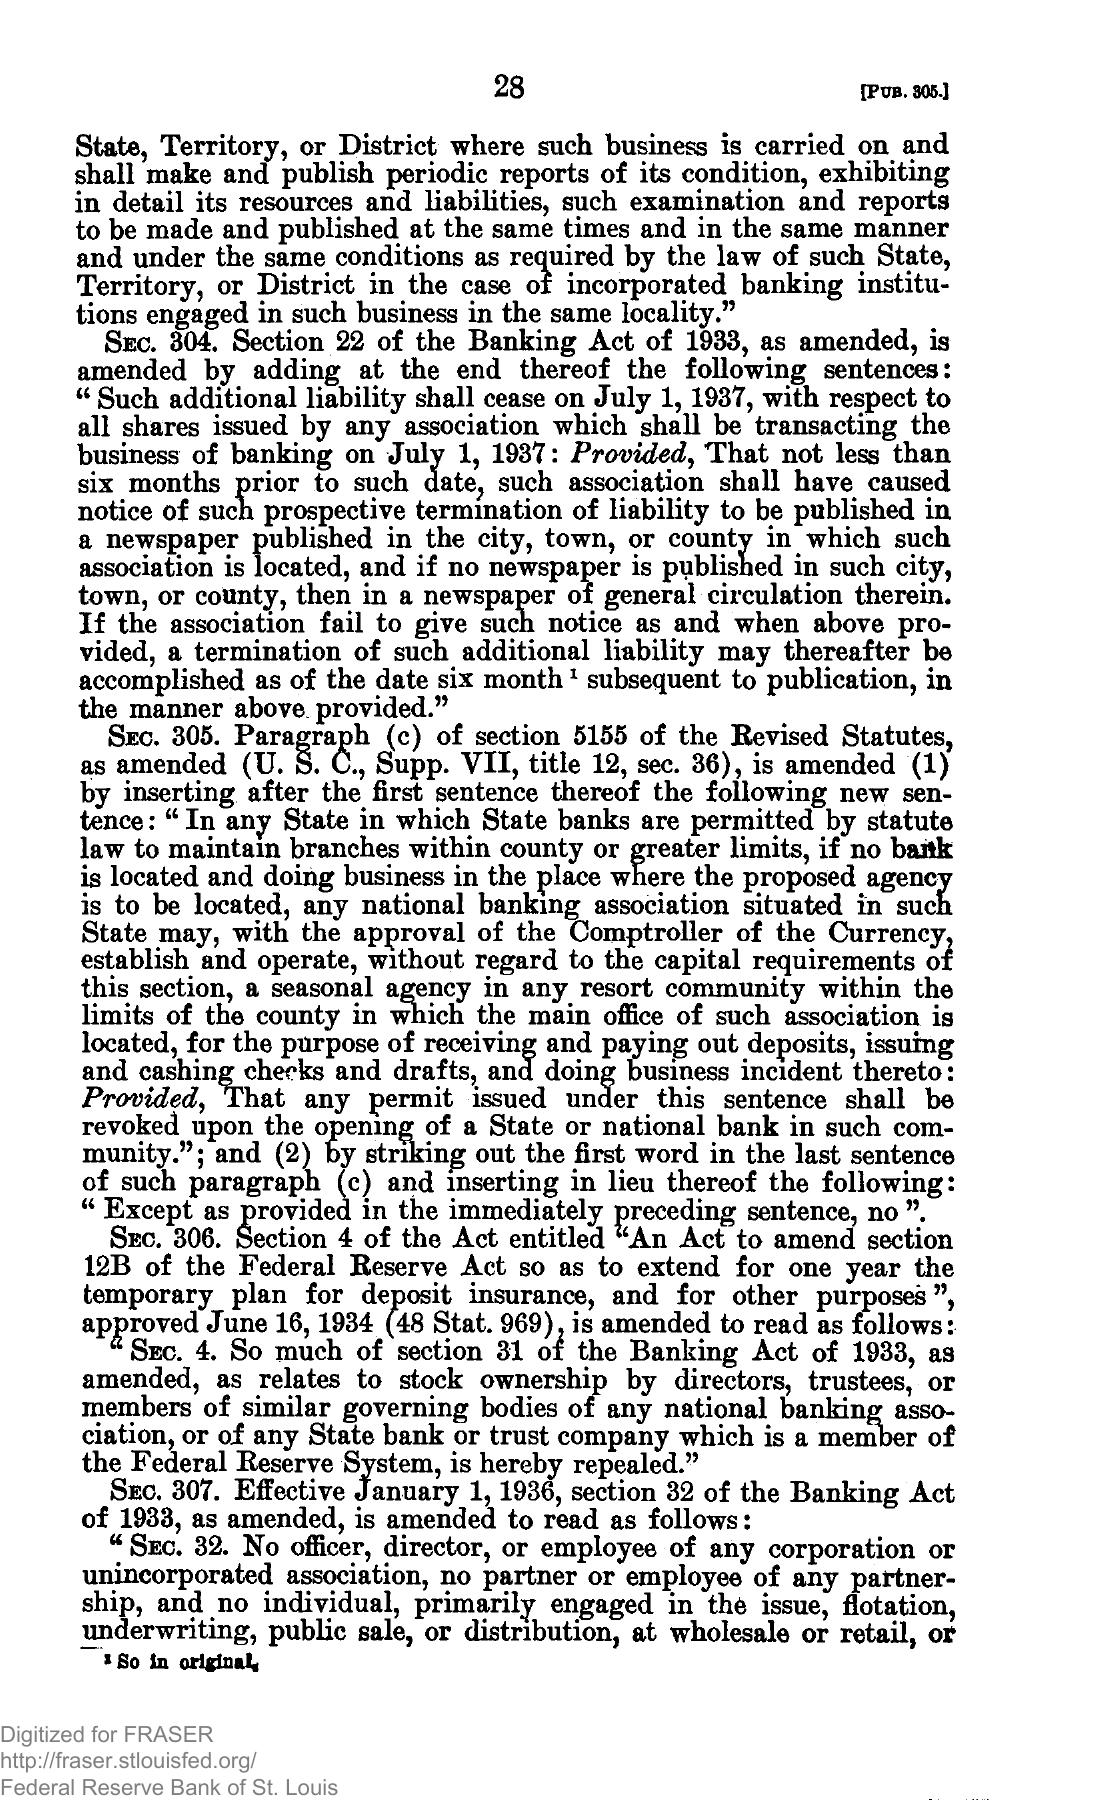 28 [PUB. 305.]
State, Territory, or District where such business is carried on and
shall make and publish periodic reports of its condition, exhibiting
in detail its resources and liabilities, such examination and reports
to be made and published at the same times and in the same manner
and under the same conditions as required by the law of such State,
Territory, or District in the case of incorporated banking institu-
tions engaged in such business in the same locality.”
SEC. 304. Section 22 of the Banking Act of 1933, as amended, is
amended by adding at the end thereof the following sentences:
“ Such additional liability shall cease on July 1, 1937, with respect to
all shares issued by any association which shall be transacting the
business of banking on July 1, 1937: Provided, That not less than
six months prior to such date, such association shall have caused
notice of such prospective termination of liability to be published in
a newspaper published in the city, town, or county in which such
association is located, and if no newspaper is published in such city,
town, or county, then in a newspaper of general circulation therein.
If the association fail to give such notice as and when above pro-
vided, a termination of such additional liability may thereafter be
accomplished as of the date six month ¹ subsequent to publication, in
the manner above provided.”
SEC. 305. Paragraph (c) of section 5155 of the Revised Statutes,
as amended (U. S. C., Supp. VII, title 12, sec. 36), is amended (1)
by inserting after the first sentence thereof the following new sen-
tence: “ In any State in which State banks are permitted by statute
law to maintain branches within county or greater limits, if no bank
is located and doing business in the place where the proposed agency
is to be located, any national banking association situated in such
State may, with the approval of the Comptroller of the Currency,
establish and operate, without regard to the capital requirements of
this section, a seasonal agency in any resort community within the
limits of the county in which the main office of such association is
located, for the purpose of receiving and paying out deposits, issuing
and cashing checks and drafts, and doing business incident thereto:
Provided, That any permit issued under this sentence shall be
revoked upon the opening of a State or national bank in such com-
munity.”; and (2) by striking out the first word in the last sentence
of such paragraph (c) and inserting in lieu thereof the following:
“ Except as provided in the immediately preceding sentence, no ”.
SEC. 306. Section 4 of the Act entitled “An Act to amend section
12B of the Federal Reserve Act so as to extend for one year the
temporary plan for deposit insurance, and for other purposes ”,
approved June 16, 1934 (48 Stat. 969), is amended to read as follows:
“ SEC. 4. So much of section 31 of the Banking Act of 1933, as
amended, as relates to stock ownership by directors, trustees, or
members of similar governing bodies of any national banking asso-
ciation, or of any State bank or trust company which is a member of
the Federal Reserve System, is hereby repealed.”
SEC. 307. Effective January 1, 1936, section 32 of the Banking Act
of 1933, as amended, is amended to read as follows:
“ SEC. 32. No officer, director, or employee of any corporation or
unincorporated association, no partner or employee of any partner-
ship, and no individual, primarily engaged in the issue, flotation,
underwriting, public sale, or distribution, at wholesale or retail, or
¹ So in original.
Digitized for FRASER
http://fraser.stlouisfed.org/
Federal Reserve Bank of St. Louis